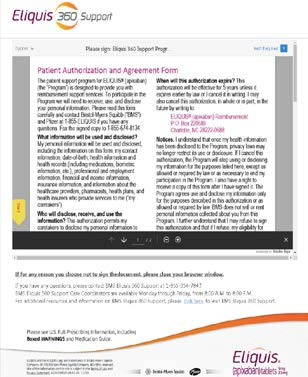 Eliquis 360 Support
Please sign: Eliquis 360 Support Progr...
Patient Authorization and Agreement Form
The patient support program for ELIQUIS® (apixaban)
(the "Program") is designed to provide you with
reimbursement support services. To participate in the
Program we will need to receive, use, and disclose
your personal information. Please read this form
carefully and contact Bristol-Myers Squibb ("BMS")
and Pfizer at 1-855-ELIQUIS if you have any
questions. Fax the signed copy to 1-855-874-8134.
What information will be used and disclosed?
My personal information will be used and disclosed,
including the information on this form, my contact
information, date-of-birth, health information and
health records (including medications, biometric
information, etc.), professional and employment
information, financial and income information,
insurance information, and information about the
healthcare providers, pharmacists, health plans, and
health insurers who provide services to me ("my
caregivers").
Who will disclose, receive, and use the
information? This authorization permits my
caretakers to disclose my personal information to
When will this authorization expire? This
authorization will be effective for 5 years unless it
expires earlier by law or I cancel it in writing. I may
also cancel this authorization, in whole or in part, in the
future by writing to:
ELIQUIS® (apixaban) Reimbursement
P.O. Box 220688
Charlotte, NC 28222-0688
Notices. I understand that once my health information
has been disclosed to the Program, privacy laws may
no longer restrict its use or disclosure. If I cancel the
authorization, the Program will stop using or disclosing
my information for the purposes listed here, except as
allowed or required by law or as necessary to end my
participation in the Program. I also have a right to
receive a copy of this form after I have signed it. The
Program agrees use and disclose my information only
for the purposes described in this authorization or as
allowed or required by law. BMS does not sell or rent
personal information collected about you from this
Program. I further understand that I may refuse to sign
this authorization and that if I refuse, my eligibility for
If for any reason you choose not to sign the document, please close your browser window.
If you have any questions, please contact BMS Eliquis 360 Support at
BMS Eliquis 360 Support Care Coordinators are available Monday through Friday, from 8:00 A.M. to 8:00 P.M.
For additional resources and information on BMS Eliquis 360 Support, please click here to visit BMS Eliquis 360 Support.
Please see U.S. Full Prescribing Information, including
Boxed WARNINGS and Medication Guide.
Bristol-Myers Squibb
Pfizer
Eliquis.
(apixaban) tablets